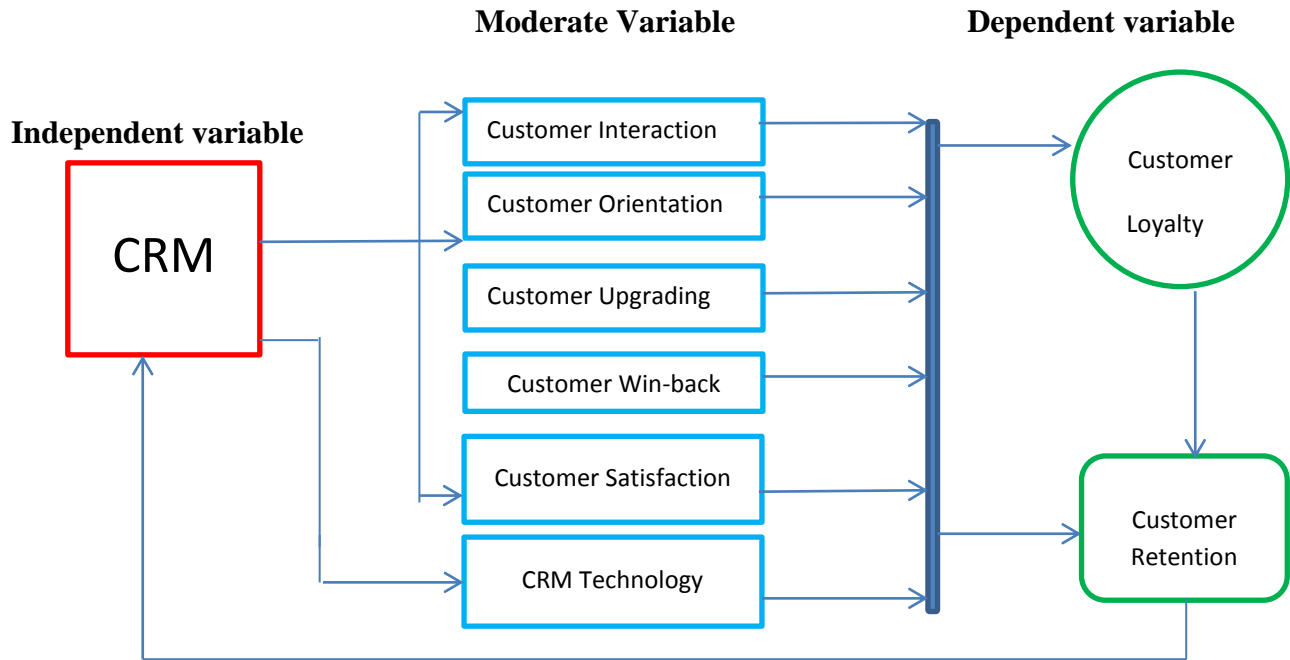 Moderate Variable
Dependent variable
Independent variable
CRM
Customer Interaction
Customer Orientation
Customer Upgrading
Customer Win-back
Customer Satisfaction
CRM Technology
Customer
Loyalty
Customer
Retention